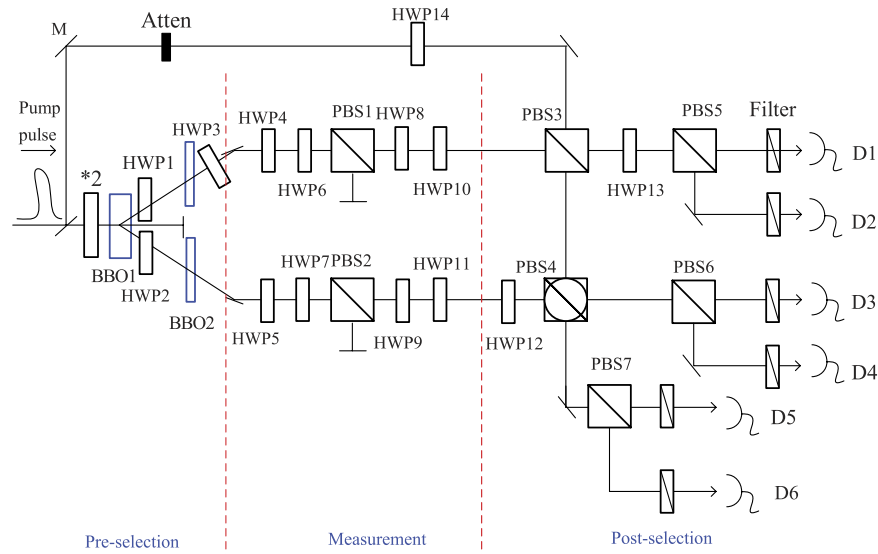 HWP14
M
Atten
Pump
pulse
HWP3
HWP4
PBS1
HWP8
PBS3
PBS5
Filter
HWP1
*2
HWP6
HWP10
HWP13
D1
D2
BBO1
HWP2
BBO2
HWP7
PBS2
HWP11
PBS4
PBS6
HWP5
HWP9
HWP12
D3
D4
PBS7
D5
D6
Pre-selection
Measurement
Post-selection